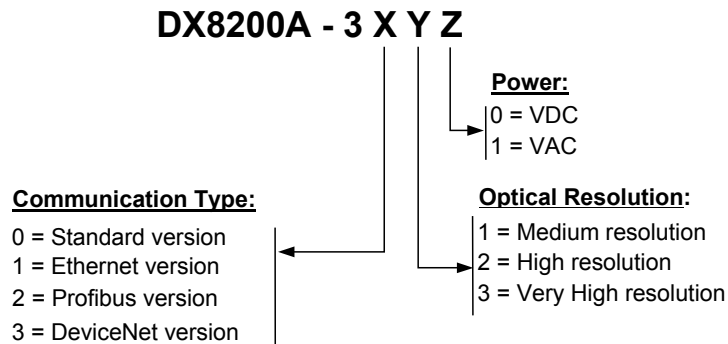 DX8200A - 3 X Y Z
Power:
0 = VDC
1 = VAC
Communication Type:
0 = Standard version
1 = Ethernet version
2 = Profibus version
3 = DeviceNet version
Optical Resolution:
1 = Medium resolution
2 = High resolution
3 = Very High resolution